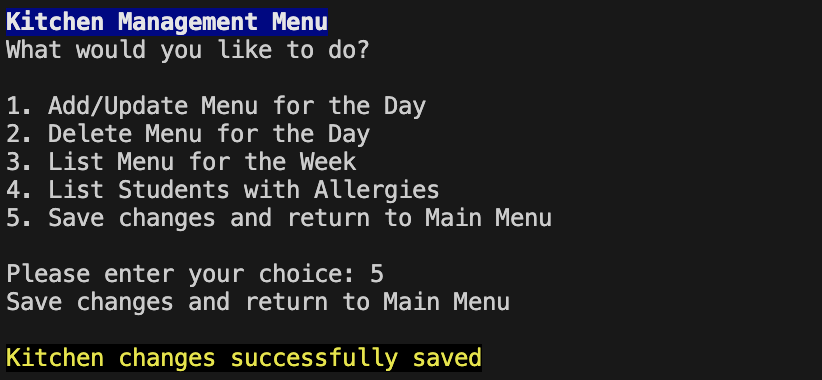 Kitchen Management Menu
What would you like to do?
1. Add/Update Menu for the Day
2. Delete Menu for the Day
3. List Menu for the Week
4. List Students with Allergies
5. Save changes and return to Main Menu
Please enter your choice: 5
Save changes and return to Main Menu
Kitchen changes successfully saved